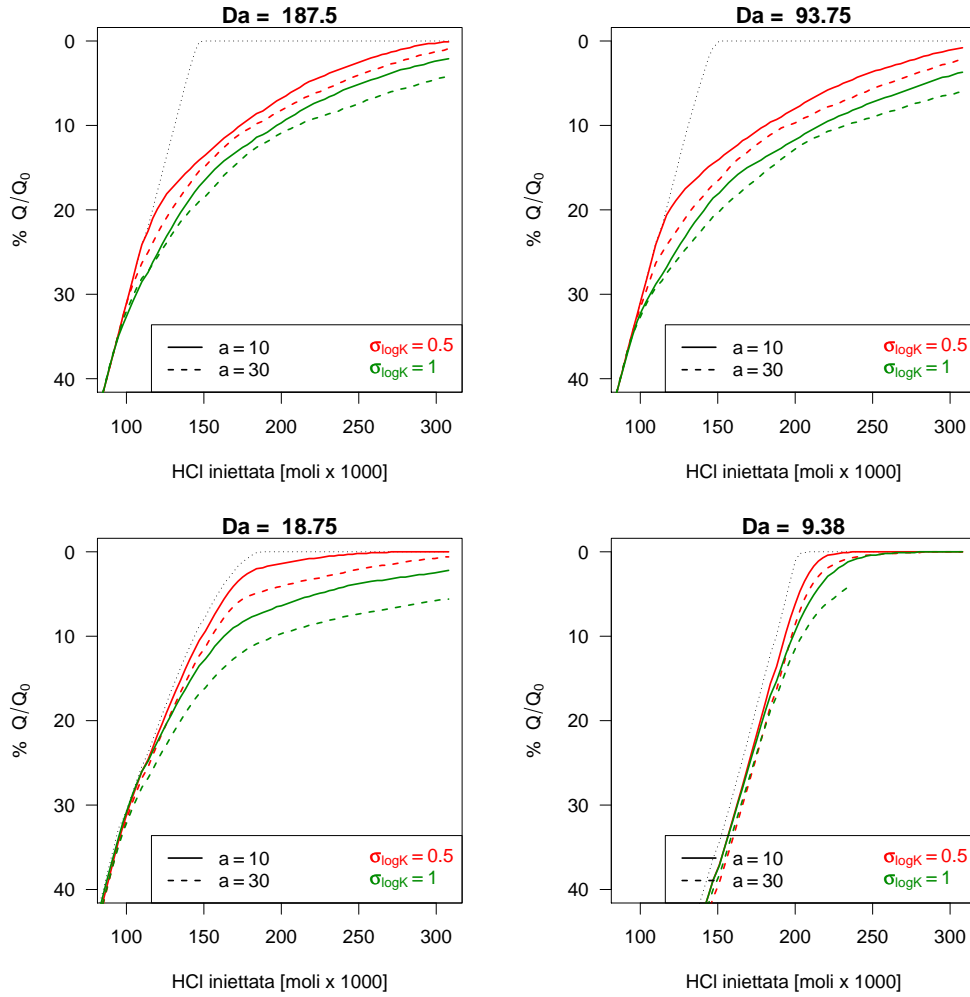 Da = 187.5
% Q/Q0
0
10
20
30
40
a = 10
a = 30
σlogK = 0.5
σlogK = 1
100 150 200 250 300
HCl iniettata [moli x 1000]
Da = 93.75
% Q/Q0
0
10
20
30
40
a = 10
a = 30
σlogK = 0.5
σlogK = 1
100 150 200 250 300
HCl iniettata [moli x 1000]
Da = 18.75
% Q/Q0
0
10
20
30
40
a = 10
a = 30
σlogK = 0.5
σlogK = 1
100 150 200 250 300
HCl iniettata [moli x 1000]
Da = 9.38
% Q/Q0
0
10
20
30
40
a = 10
a = 30
σlogK = 0.5
σlogK = 1
100 150 200 250 300
HCl iniettata [moli x 1000]